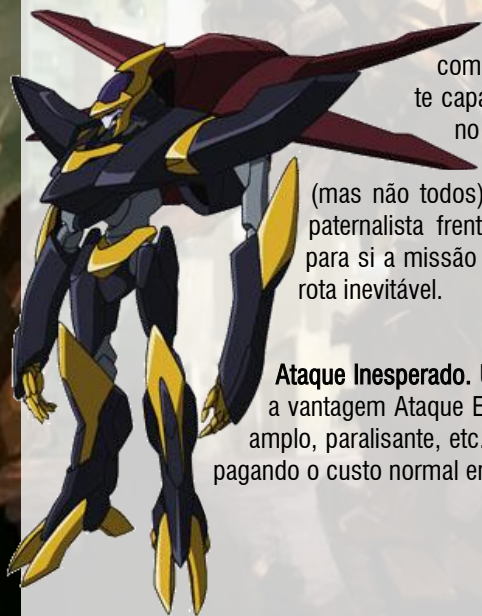 com
te capa
no
(mas não todos)
paternalista frent
para si a missão
rota inevitável.
Ataque Inesperado. U
a vantagem Ataque E
amplo, paralisante, etc.
pagando o custo normal e